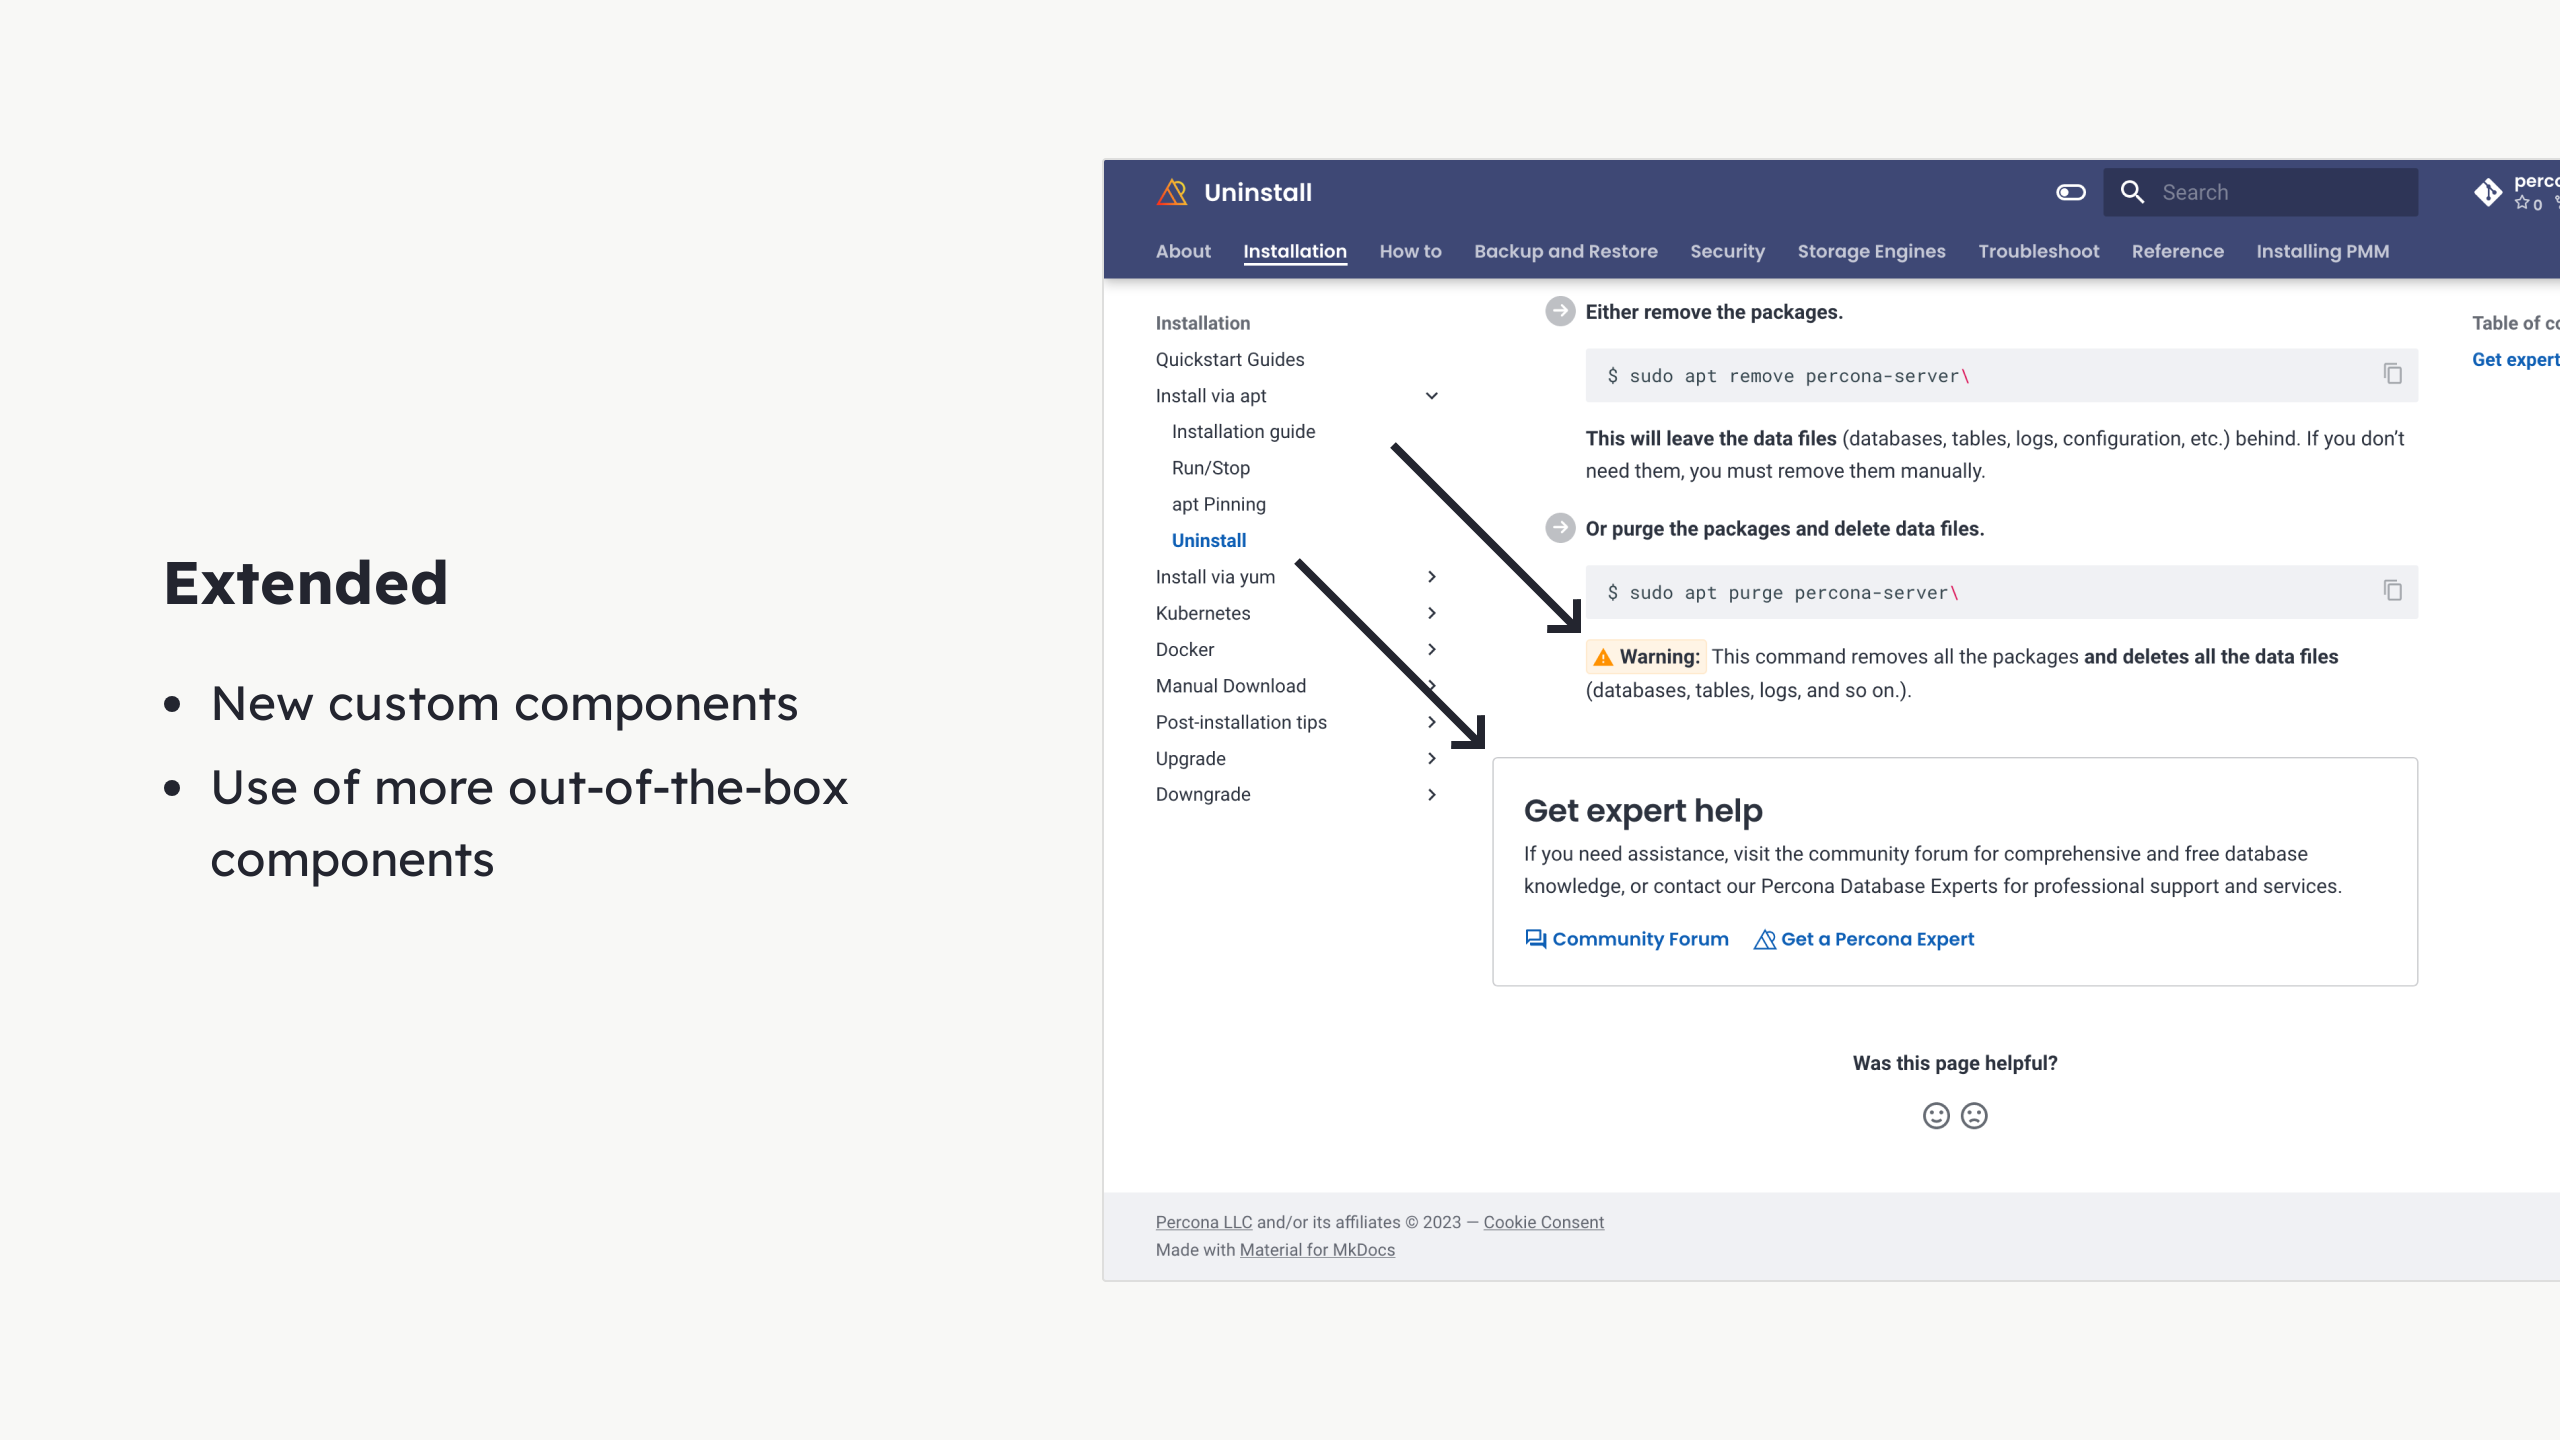 Extended
• New custom components
• Use of more out-of-the-box
components
Uninstall
Search
perco
0
About Installation How to Backup and Restore Security Storage Engines Troubleshoot Reference Installing PMM
Installation
Quickstart Guides
Install via apt
Installation guide
Run/Stop
apt Pinning
Uninstall
Install via yum
Kubernetes
Docker
Manual Download
Post-installation tips
Upgrade
Downgrade
Either remove the packages.
$ sudo apt remove percona-server\
This will leave the data files (databases, tables, logs, configuration, etc.) behind. If you don’t
need them, you must remove them manually.
Or purge the packages and delete data files.
$ sudo apt purge percona-server\
Warning: This command removes all the packages and deletes all the data files
(databases, tables, logs, and so on.).
Get expert help
If you need assistance, visit the community forum for comprehensive and free database
knowledge, or contact our Percona Database Experts for professional support and services.
Community Forum Get a Percona Expert
Was this page helpful?
Table of co
Get expert
Percona LLC and/or its affiliates © 2023 — Cookie Consent
Made with Material for MkDocs